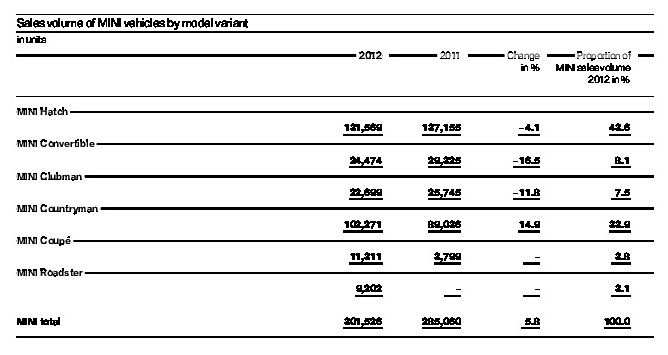 Sales volume of MINI vehicles by model variant
in units
2012 2011 Change Proportion of
in % MINI sales volume
2012 in %
MINI Hatch
131,569 137,155 –4.1 43.6
MINI Convertible
24,474 29,325 –16.5 8.1
MINI Clubman
22,699 25,745 –11.8 7.5
MINI Countryman
102,271 89,036 14.9 33.9
MINI Coupé
11,311 3,799 – 3.8
MINI Roadster
9,202 – – 3.1
MINI total 301,526 285,060 5.8 100.0